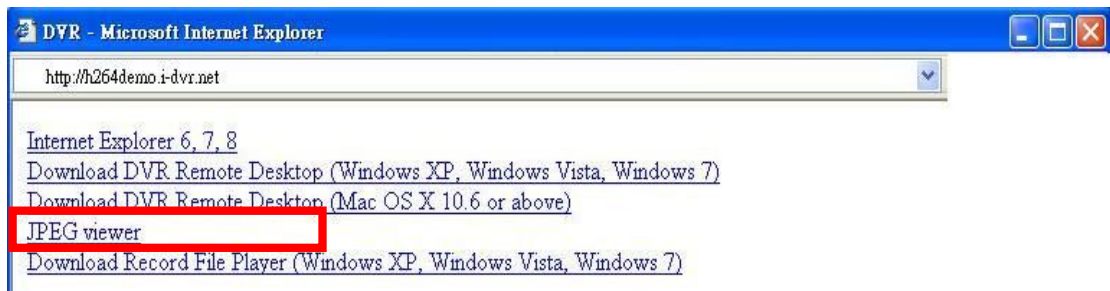 DVR - Microsoft Internet Explorer
http://h264demo.i-dvr.net
Internet Explorer 6, 7, 8
Download DVR Remote Desktop (Windows XP, Windows Vista, Windows 7)
Download DVR Remote Desktop (Mac OS X 10.6 or above)
JPEG viewer
Download Record File Player (Windows XP, Windows Vista, Windows 7)